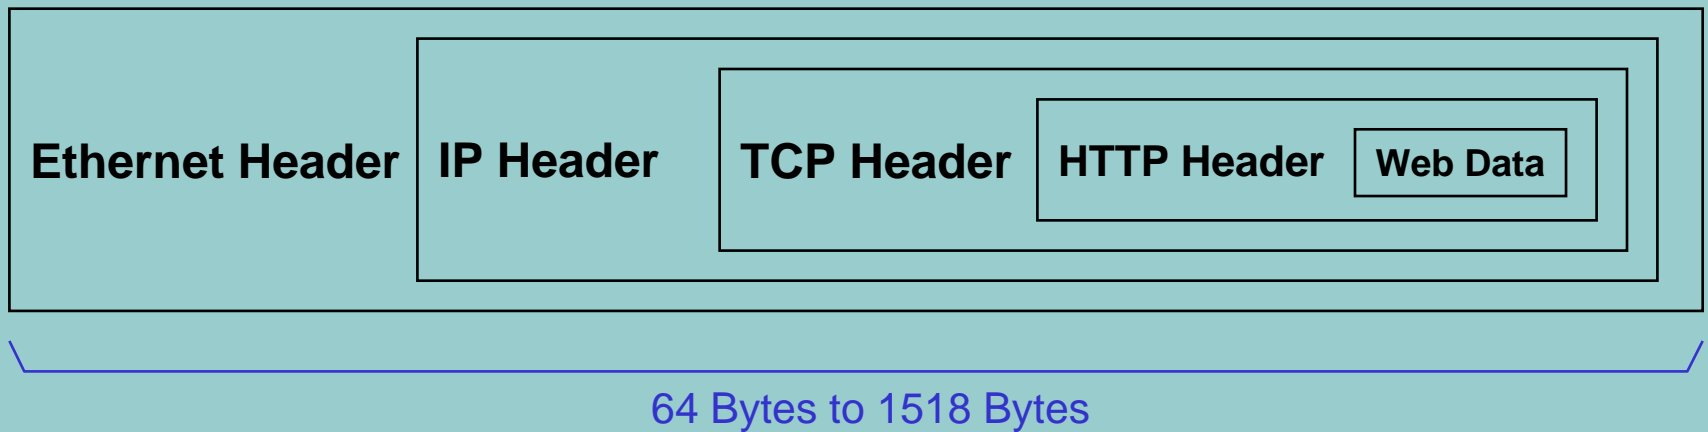 Ethernet Header IP Header TCP Header HTTP Header Web Data
64 Bytes to 1518 Bytes